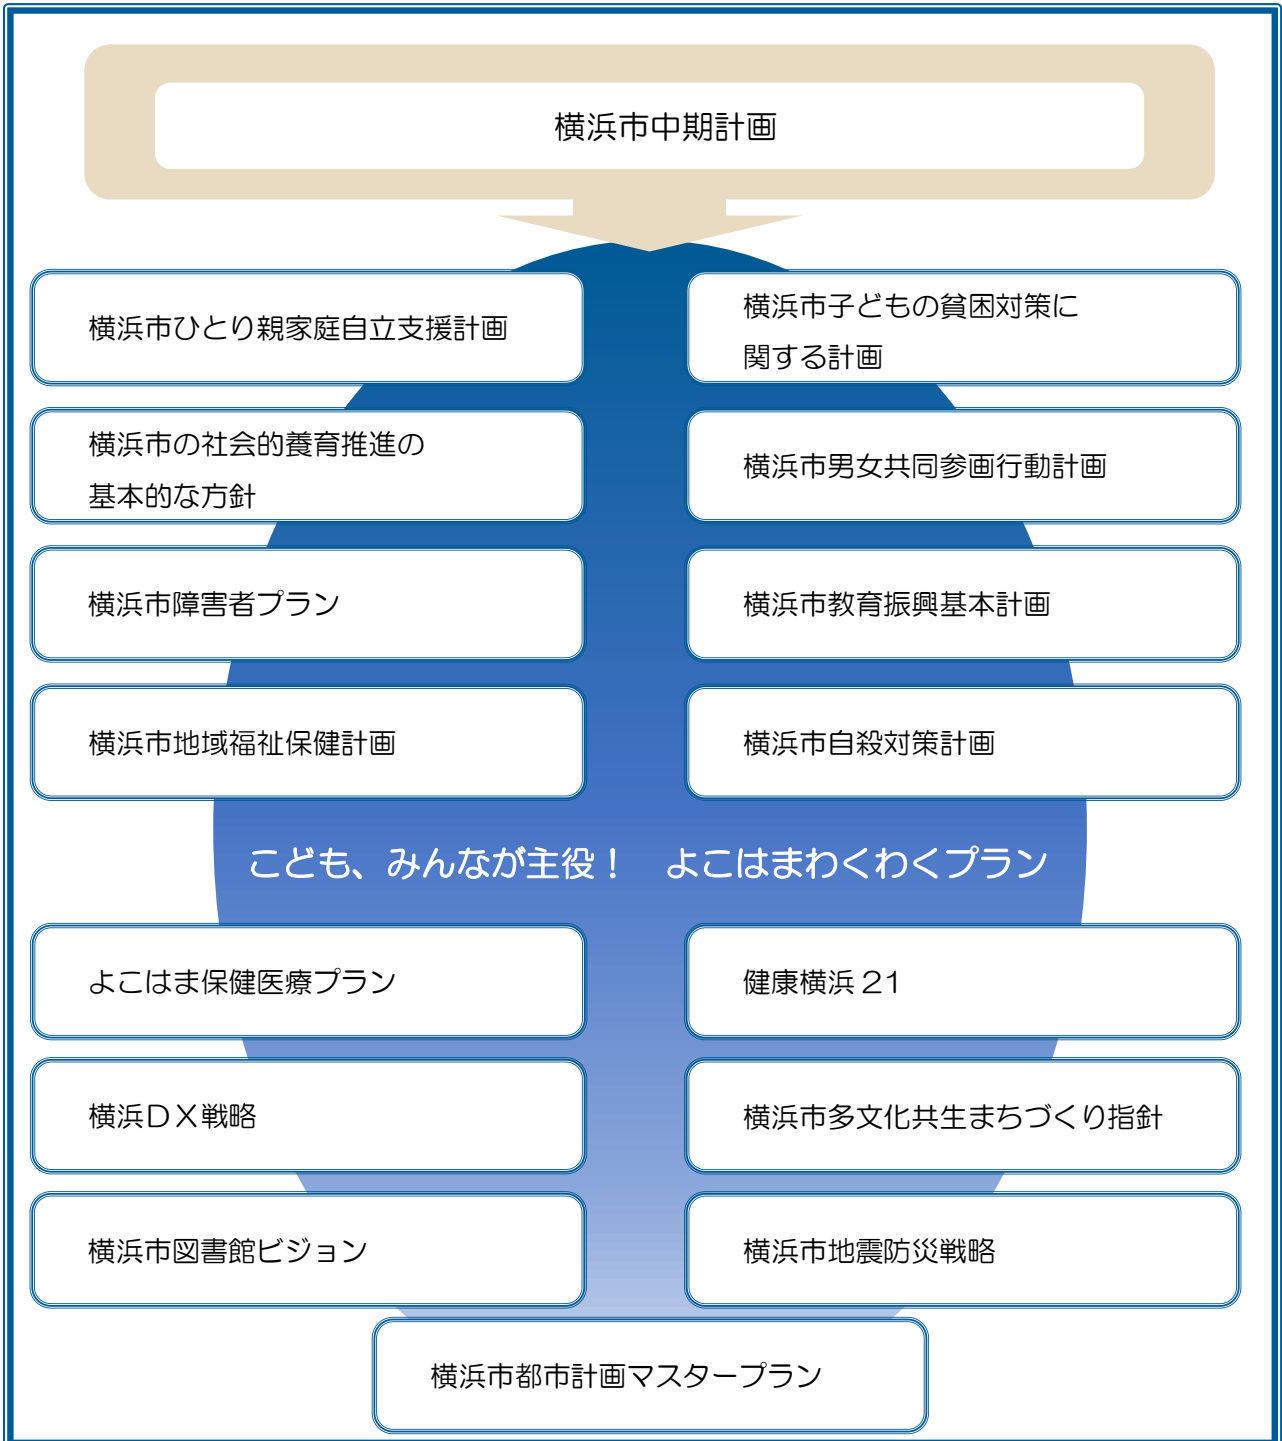 横浜市中期計画
横浜市ひとり親家庭自立支援計画
横浜市子どもの貧困対策に
関する計画
横浜市の社会的養育推進の
基本的な方針
横浜市男女共同参画行動計画
横浜市障害者プラン
横浜市教育振興基本計画
横浜市地域福祉保健計画
横浜市自殺対策計画
こども、みんなが主役！　よこはまわくわくプラン
よこはま保健医療プラン
健康横浜２１
横浜ＤＸ戦略
横浜市多文化共生まちづくり指針
横浜市図書館ビジョン
横浜市地震防災戦略
横浜市都市計画マスタープラン